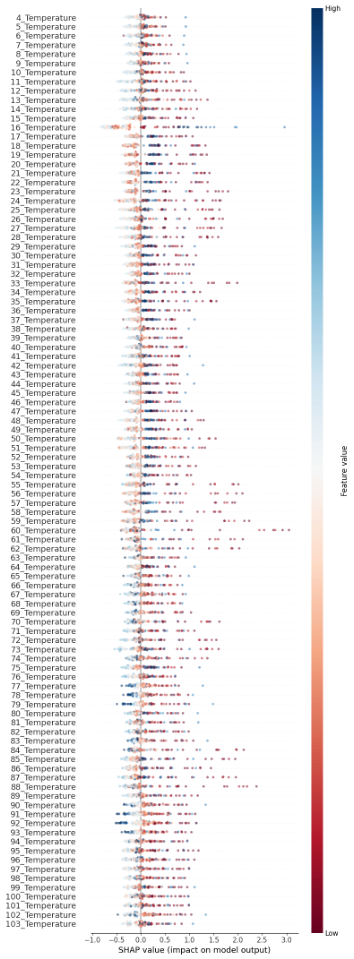 High
4_Temperature
5_Temperature
6_Temperature
7_Temperature
8_Temperature
9_Temperature
10_Temperature
11_Temperature
12_Temperature
13_Temperature
14_Temperature
15_Temperature
16_Temperature
17_Temperature
18_Temperature
19_Temperature
20_Temperature
21_Temperature
22_Temperature
23_Temperature
24_Temperature
25_Temperature
26_Temperature
27_Temperature
28_Temperature
29_Temperature
30_Temperature
31_Temperature
32_Temperature
33_Temperature
34_Temperature
35_Temperature
36_Temperature
37_Temperature
38_Temperature
39_Temperature
40_Temperature
41_Temperature
42_Temperature
43_Temperature
44_Temperature
45_Temperature
46_Temperature
47_Temperature
48_Temperature
49_Temperature
50_Temperature
51_Temperature
52_Temperature
53_Temperature
54_Temperature
55_Temperature
56_Temperature
57_Temperature
58_Temperature
59_Temperature
60_Temperature
61_Temperature
62_Temperature
63_Temperature
64_Temperature
65_Temperature
66_Temperature
67_Temperature
68_Temperature
69_Temperature
70_Temperature
71_Temperature
72_Temperature
73_Temperature
74_Temperature
75_Temperature
76_Temperature
77_Temperature
78_Temperature
79_Temperature
80_Temperature
81_Temperature
82_Temperature
83_Temperature
84_Temperature
85_Temperature
86_Temperature
87_Temperature
88_Temperature
89_Temperature
90_Temperature
91_Temperature
92_Temperature
93_Temperature
94_Temperature
95_Temperature
96_Temperature
97_Temperature
98_Temperature
99_Temperature
100_Temperature
101_Temperature
102_Temperature
103_Temperature
Feature value
Low
−1.0 −0.5 0.0 0.5 1.0 1.5 2.0 2.5 3.0
SHAP value (impact on model output)